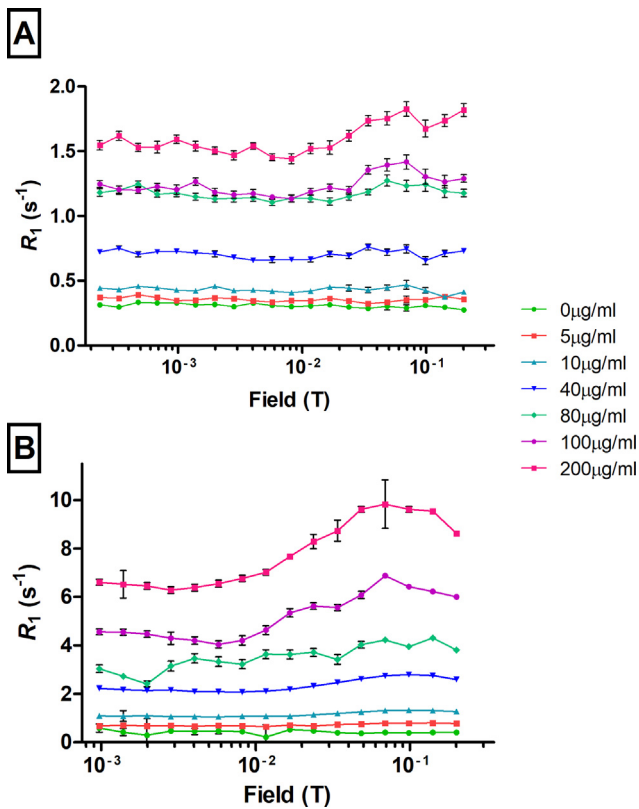 A
2.0
1.5
1.0
0.5
0.0
R₁ (s⁻¹)
10⁻³ 10⁻² 10⁻¹
Field (T)
0μg/ml
5μg/ml
10μg/ml
40μg/ml
80μg/ml
100μg/ml
200μg/ml
B
10
8
6
4
2
0
R₁ (s⁻¹)
10⁻³ 10⁻² 10⁻¹
Field (T)